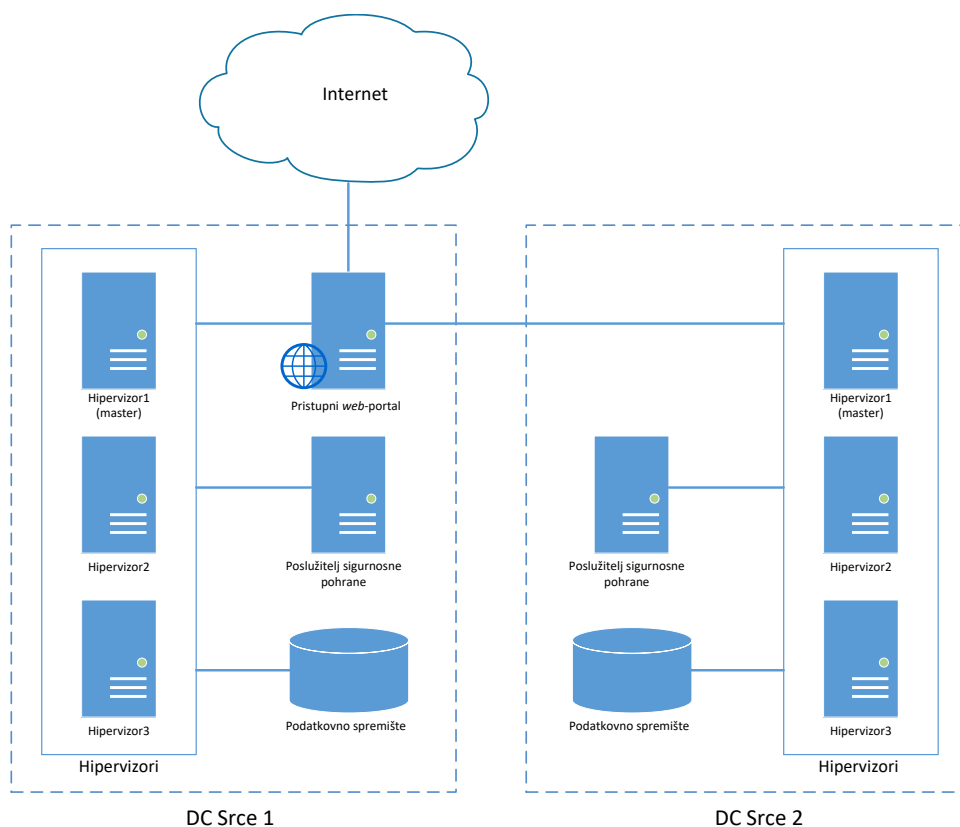 Internet
Hipervizor1
(master)
Pristupni web-portal
Hipervizor1
(master)
Hipervizor2
Poslužitelj sigurnosne
pohrane
Poslužitelj sigurnosne
pohrane
Hipervizor2
Hipervizor3
Podatkovno spremište
Podatkovno spremište
Hipervizor3
Hipervizori
Hipervizori
DC Srce 1
DC Srce 2